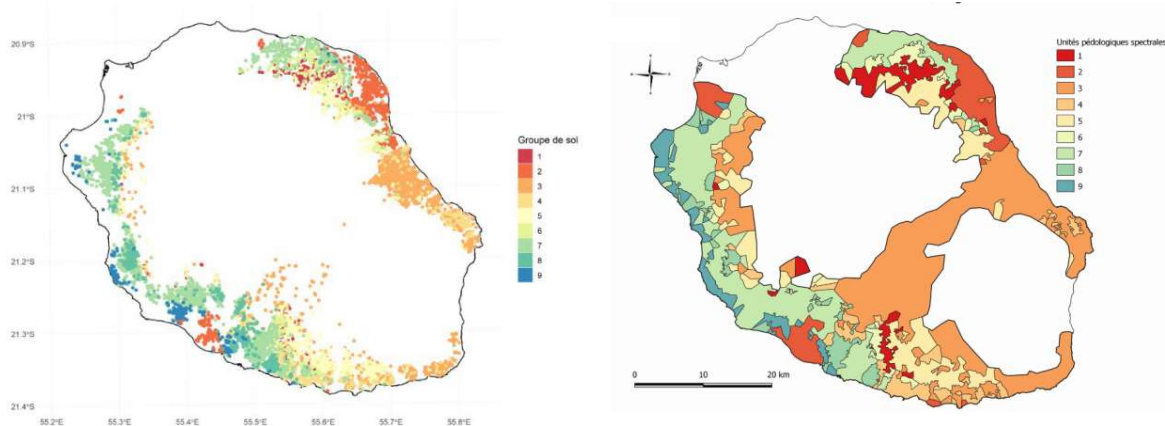 20.9°S
21°S
21.1°S
21.2°S
21.3°S
21.4°S
55.2°E
55.3°E
55.4°E
55.5°E
55.6°E
55.7°E
55.8°E
Groupe de sol
1
2
3
4
5
6
7
8
9
Unités pédologiques spectrales
1
2
3
4
5
6
7
8
9
0
10
20 km